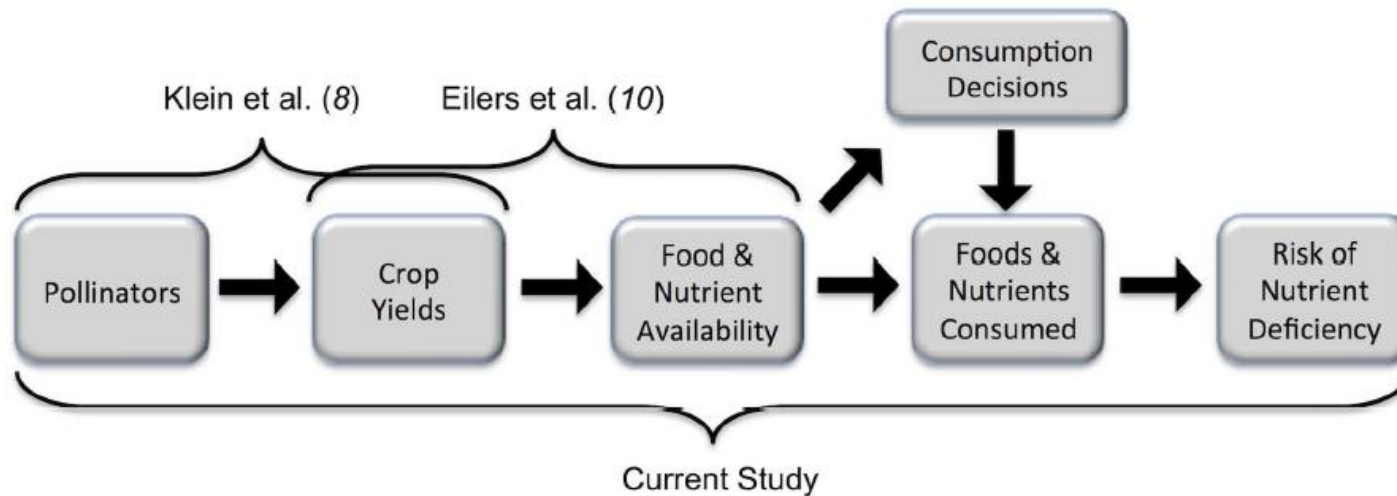 Klein et al. (8)
Eilers et al. (10)
Consumption
Decisions
Pollinators
Crop
Yields
Food &
Nutrient
Availability
Foods &
Nutrients
Consumed
Risk of
Nutrient
Deficiency
Current Study